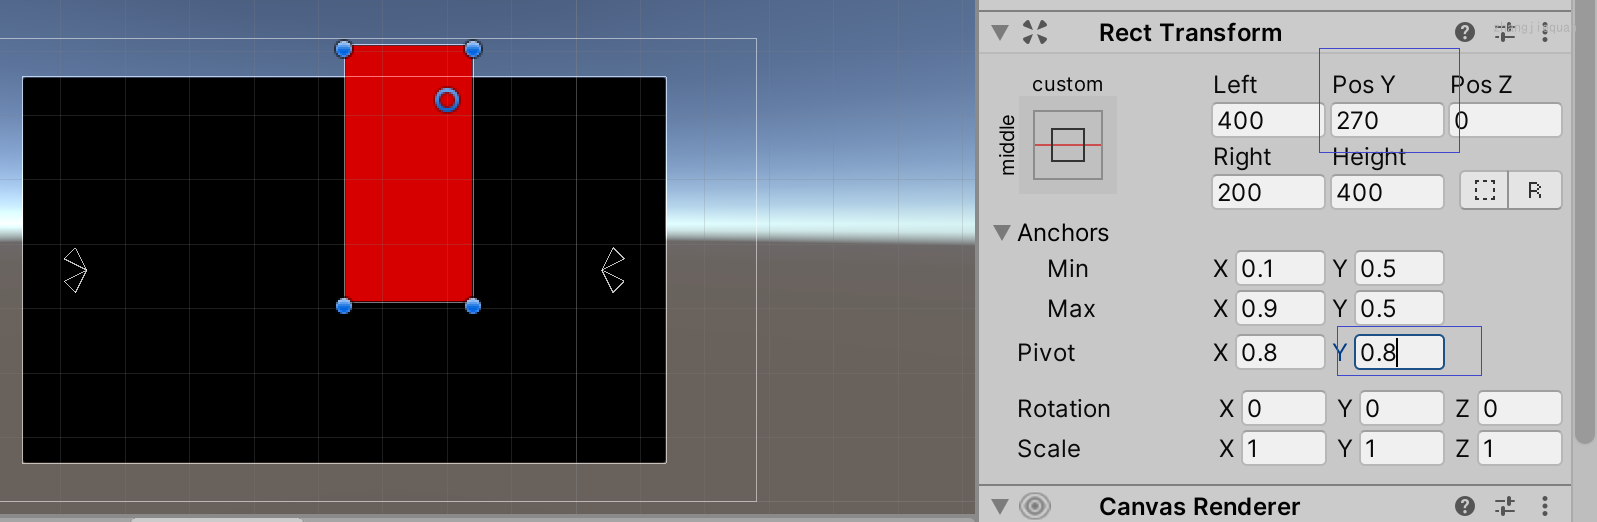 Rect Transform
custom
middle
Left Pos Y Pos Z
400 270 0
Right Height
200 400 R
Anchors
Min X 0.1 Y 0.5
Max X 0.9 Y 0.5
Pivot X 0.8 Y 0.8
Rotation X 0 Y 0 Z 0
Scale X 1 Y 1 Z 1
Canvas Renderer